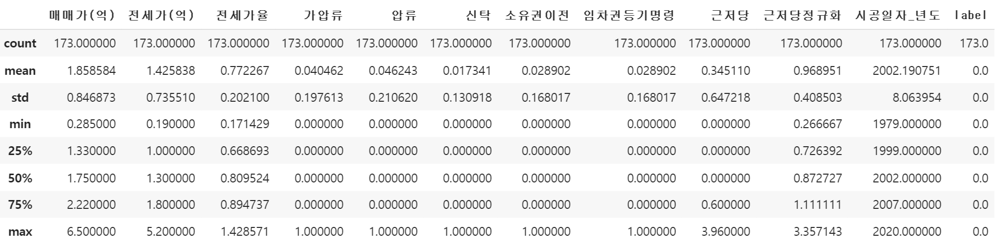 매매가(억) 전세가(억) 전세가율 가압류 압류 신탁 소유권이전 임차권등기명령 근저당 근저당정규화 시공일자_년도 label
count 173.000000 173.000000 173.000000 173.000000 173.000000 173.000000 173.000000 173.000000 173.000000 173.000000 173.000000 173.0
mean 1.858584 1.425838 0.772267 0.040462 0.046243 0.017341 0.028902 0.028902 0.345110 0.968951 2002.190751 0.0
std 0.846873 0.735510 0.202100 0.197613 0.210620 0.130918 0.168017 0.168017 0.647218 0.408503 8.063954 0.0
min 0.285000 0.190000 0.171429 0.000000 0.000000 0.000000 0.000000 0.000000 0.000000 0.266667 1979.000000 0.0
25% 1.330000 1.000000 0.668693 0.000000 0.000000 0.000000 0.000000 0.000000 0.000000 0.726392 1999.000000 0.0
50% 1.750000 1.300000 0.809524 0.000000 0.000000 0.000000 0.000000 0.000000 0.000000 0.872727 2002.000000 0.0
75% 2.220000 1.800000 0.894737 0.000000 0.000000 0.000000 0.000000 0.000000 0.600000 1.111111 2007.000000 0.0
max 6.500000 5.200000 1.428571 1.000000 1.000000 1.000000 1.000000 1.000000 3.960000 3.357143 2020.000000 0.0